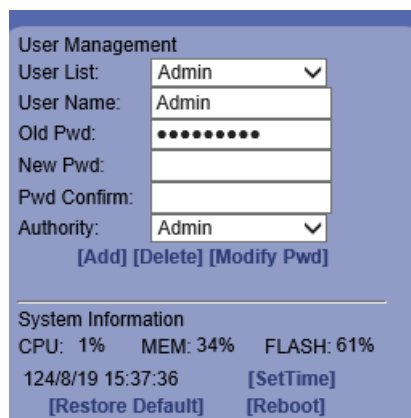 User Management
User List: Admin
User Name: Admin
Old Pwd: •••••••••
New Pwd:
Pwd Confirm:
Authority: Admin
[Add] [Delete] [Modify Pwd]
System Information
CPU: 1% MEM: 34% FLASH: 61%
124/8/19 15:37:36 [SetTime]
[Restore Default] [Reboot]